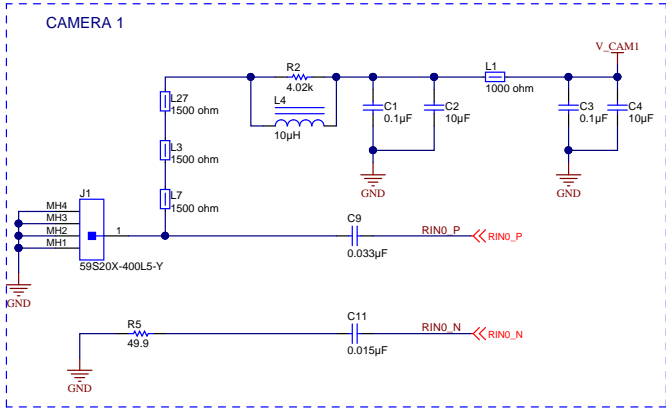 CAMERA 1
V_CAM1
R2
4.02k
L1
1000 ohm
L4
10µH
L27
1500 ohm
C1
0.1µF
C2
10µF
C3
0.1µF
C4
10µF
L3
1500 ohm
GND
GND
L7
1500 ohm
J1
MH4
MH3
MH2
MH1
1
59S20X-400L5-Y
C9
0.033µF
RIN0_P
RIN0_P
GND
R5
49.9
C11
0.015µF
RIN0_N
RIN0_N
GND